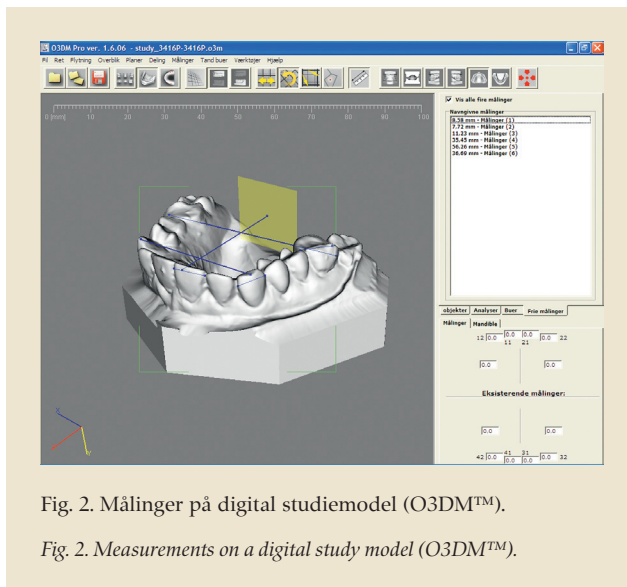 O3DM Pro ver. 1.6.06 - study_3416P-3416P.o3m
Fil Ret Flytning Overblik Planer Deling Målinger Tand buer Værktøjer Hjælp
0 [mm] 10 20 30 40 50 60 70 80 90 100
Vis alle fire målinger
Navngivne målinger
8.58 mm - Målinger (1)
7.72 mm - Målinger (2)
11.23 mm - Målinger (3)
35.45 mm - Målinger (4)
56.26 mm - Målinger (5)
36.69 mm - Målinger (6)
objekter Analyser Buer Frie målinger
Målinger Mandible
12 0.0 0.0 0.0 0.0 22
11 21
0.0 0.0
Eksisterende målinger:
0.0 0.0
41 31
42 0.0 0.0 0.0 0.0 32
X
Y
Fig. 2. Målinger på digital studiemodel (O3DM™).
Fig. 2. Measurements on a digital study model (O3DM™).